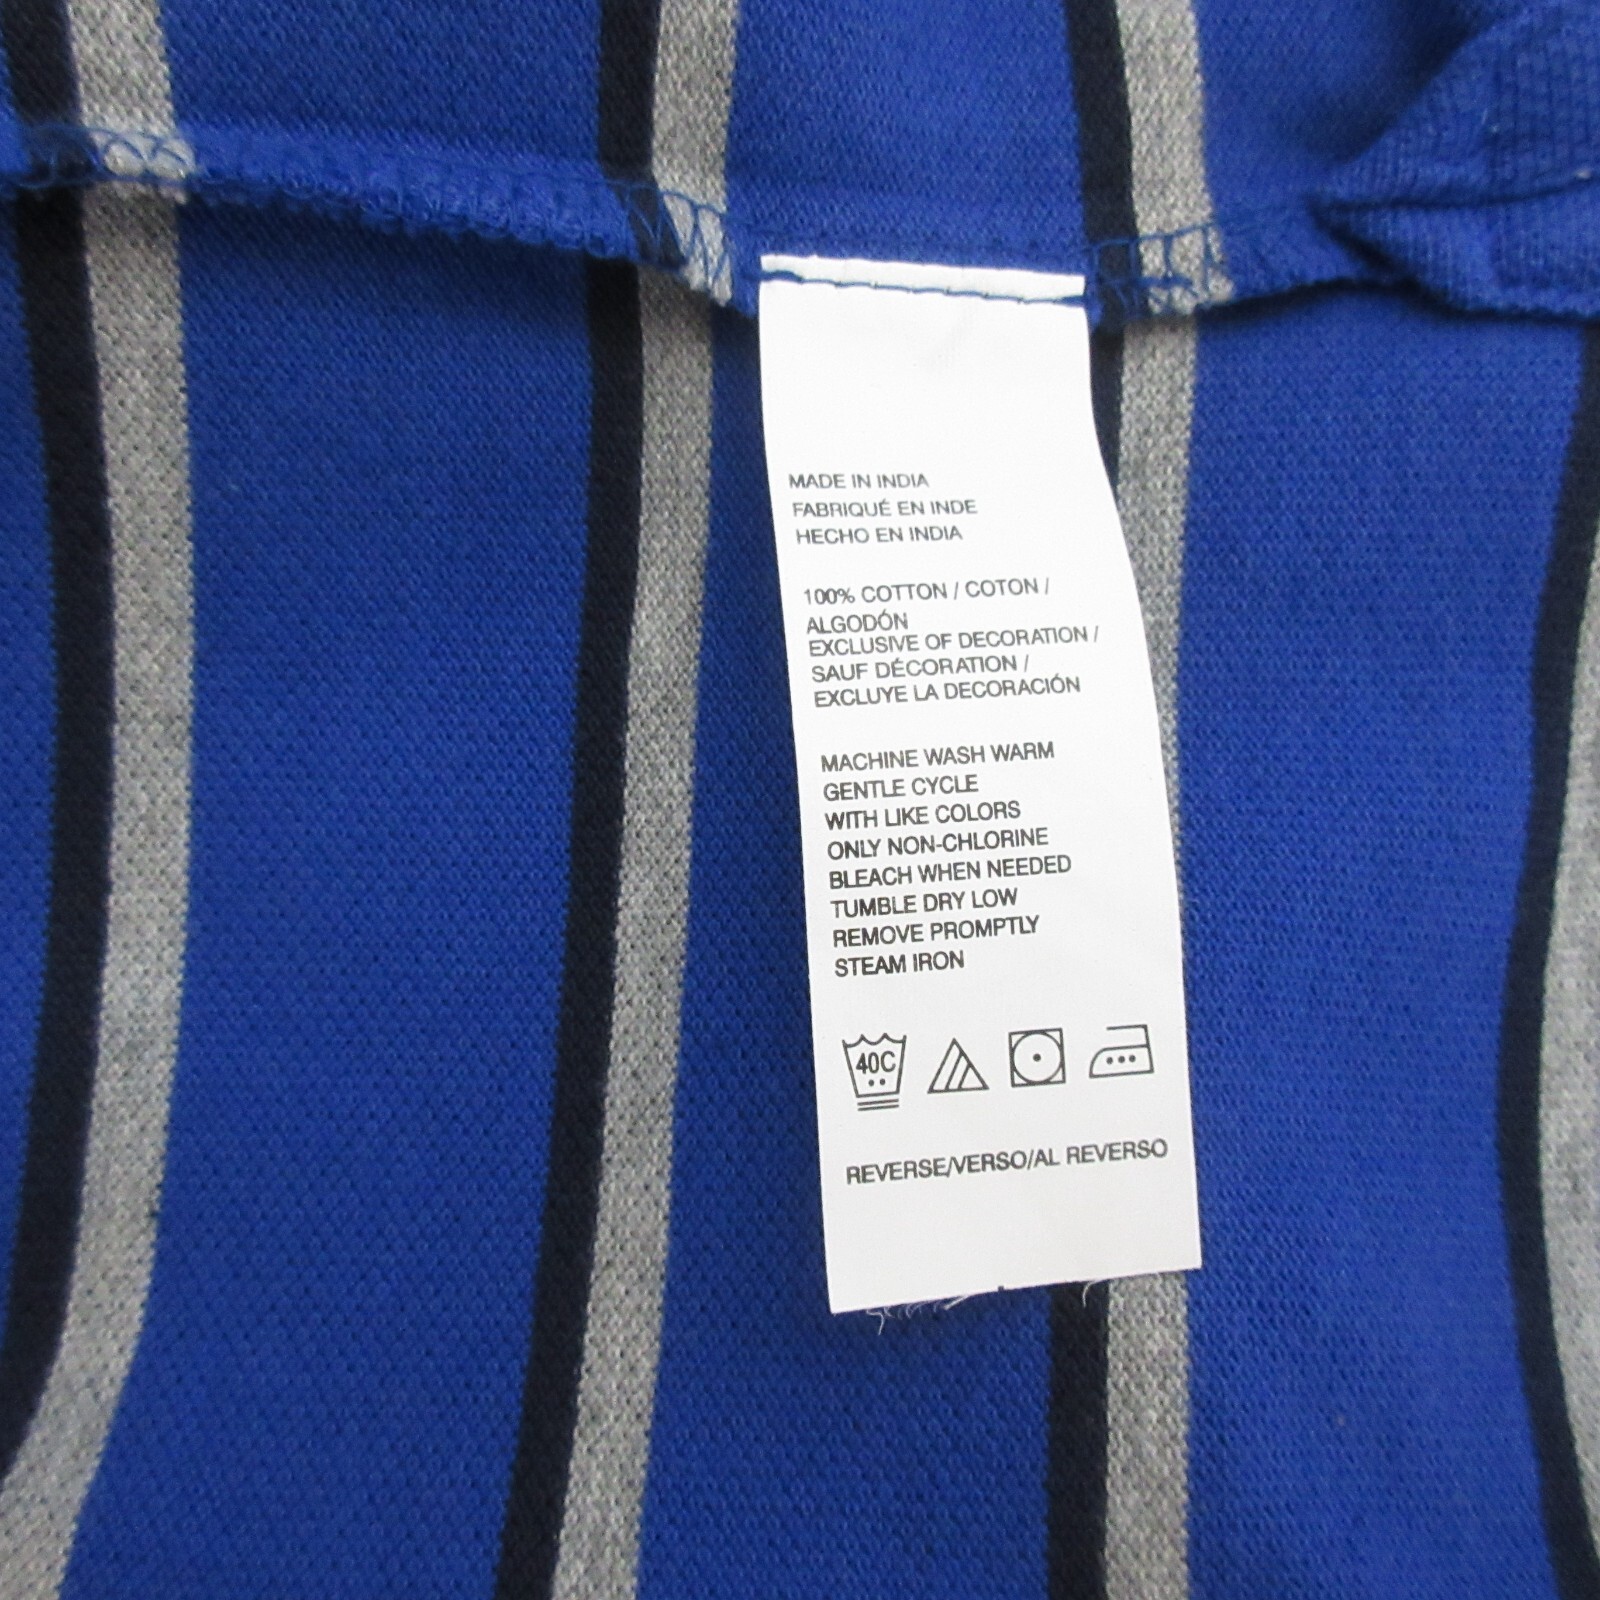 MADE IN INDIA
FABRIQUÉ EN INDE
HECHO EN INDIA
100% COTTON / COTON /
ALGODÓN
EXCLUSIVE OF DECORATION /
SAUF DÉCORATION /
EXCLUYE LA DECORACIÓN
MACHINE WASH WARM
GENTLE CYCLE
WITH LIKE COLORS
ONLY NON-CHLORINE
BLEACH WHEN NEEDED
TUMBLE DRY LOW
REMOVE PROMPTLY
STEAM IRON
40C
REVERSE/VERSO/AL REVERSO